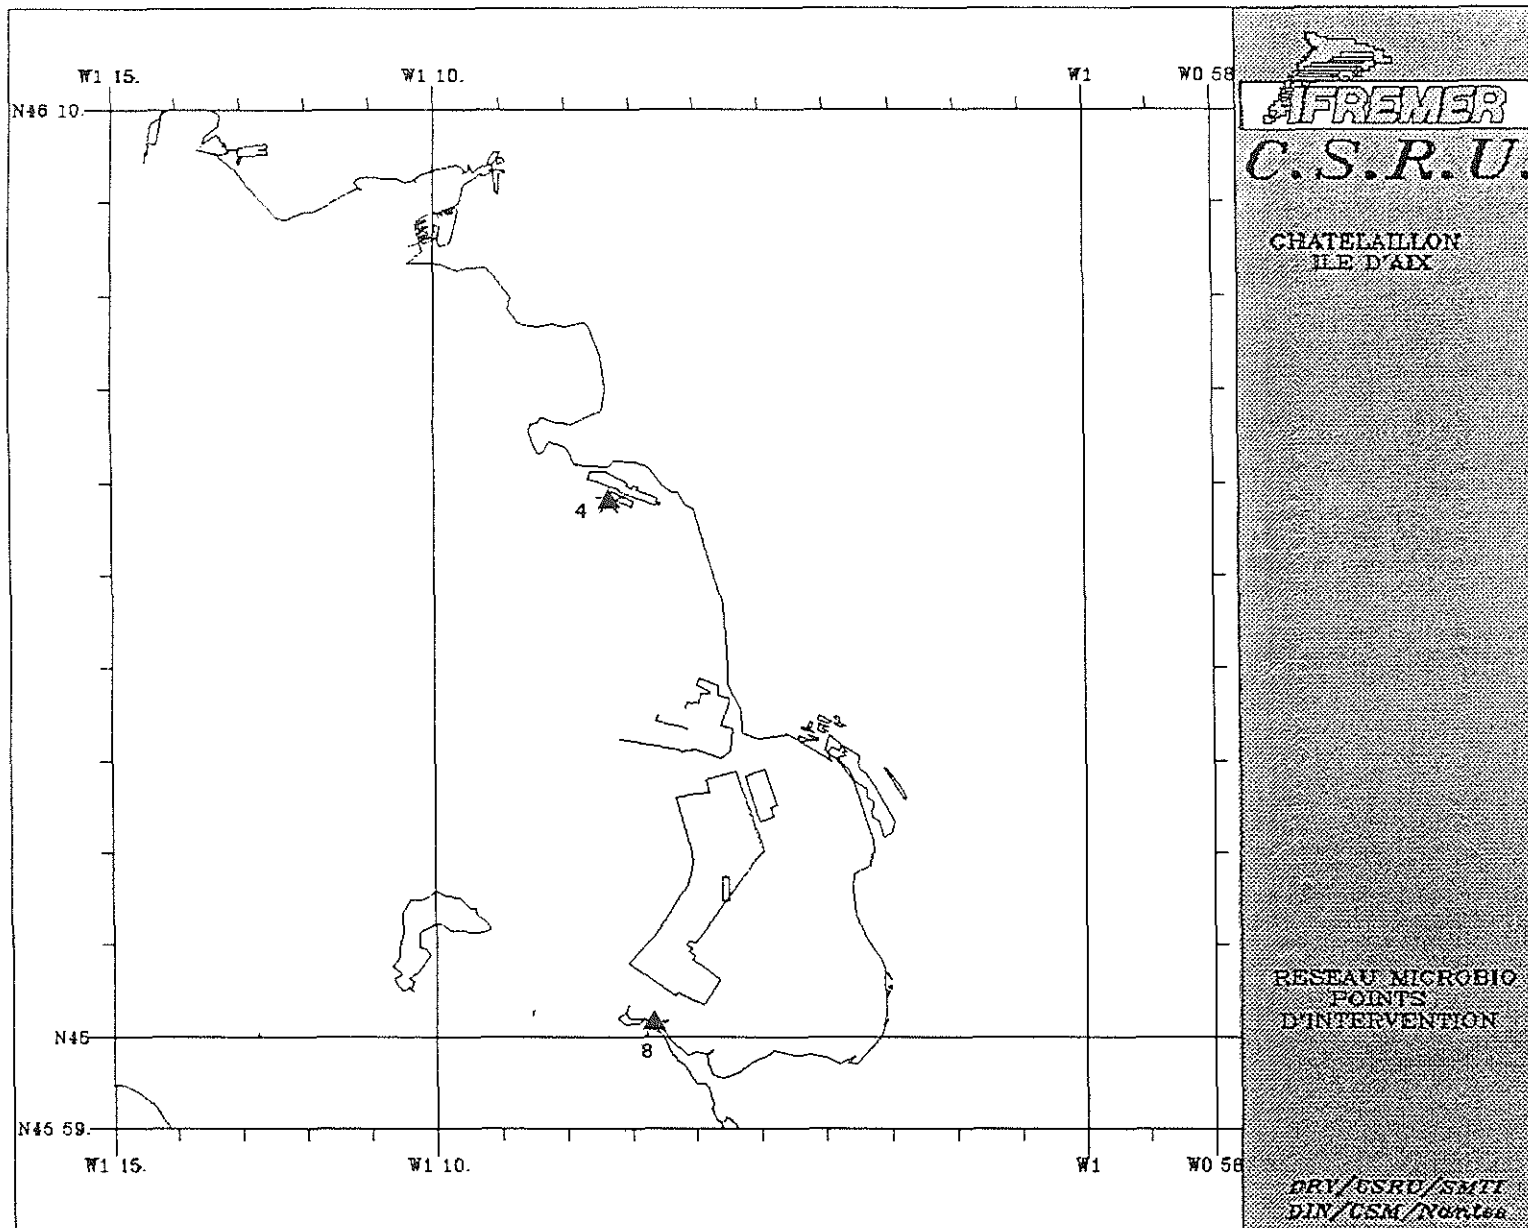 W1 15.
W1 10.
W1
W0 58
N46 10.
4
8
N46
N45 59.
W1 15.
W1 10.
W1
W0 58
IFREMER
C.S.R.U.
CHATELAILLON
ILE D'AIX
RESEAU MICROBIO
POINTS
D'INTERVENTION
DRV/CSRU/SMTI
DIN/CSM/Nantes